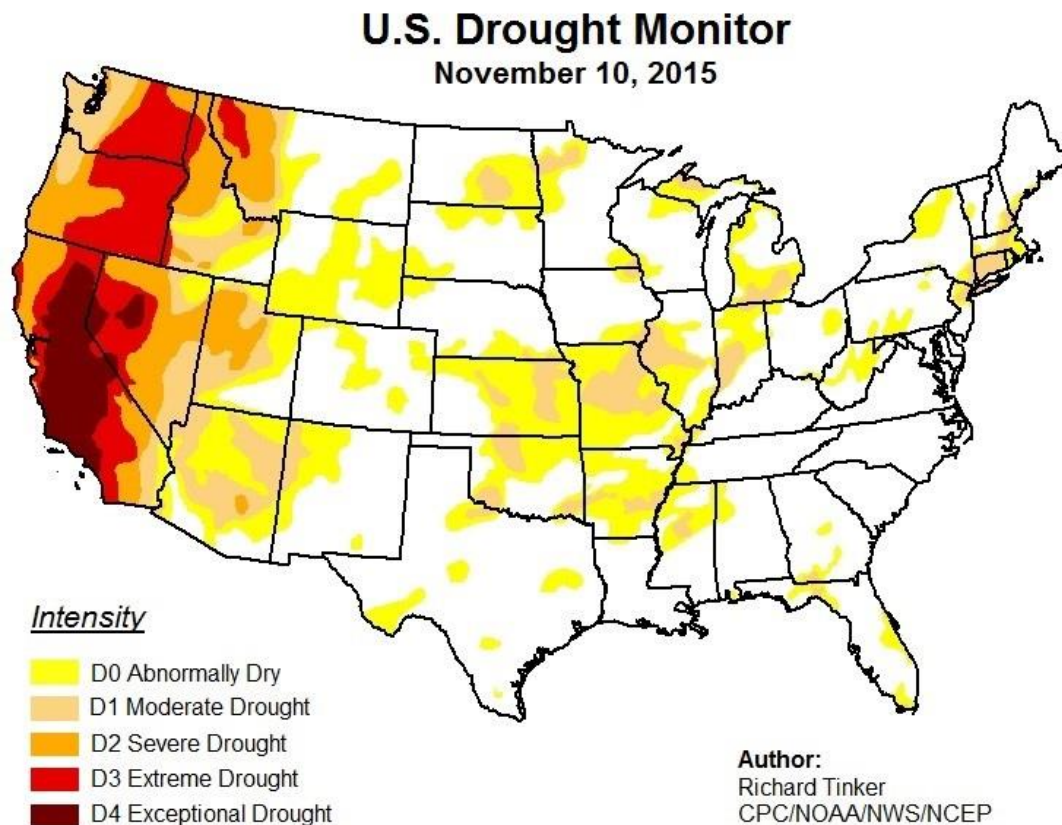 U.S. Drought Monitor
November 10, 2015
Intensity
D0 Abnormally Dry
D1 Moderate Drought
D2 Severe Drought
D3 Extreme Drought
D4 Exceptional Drought
Author:
Richard Tinker
CPC/NOAA/NWS/NCEP